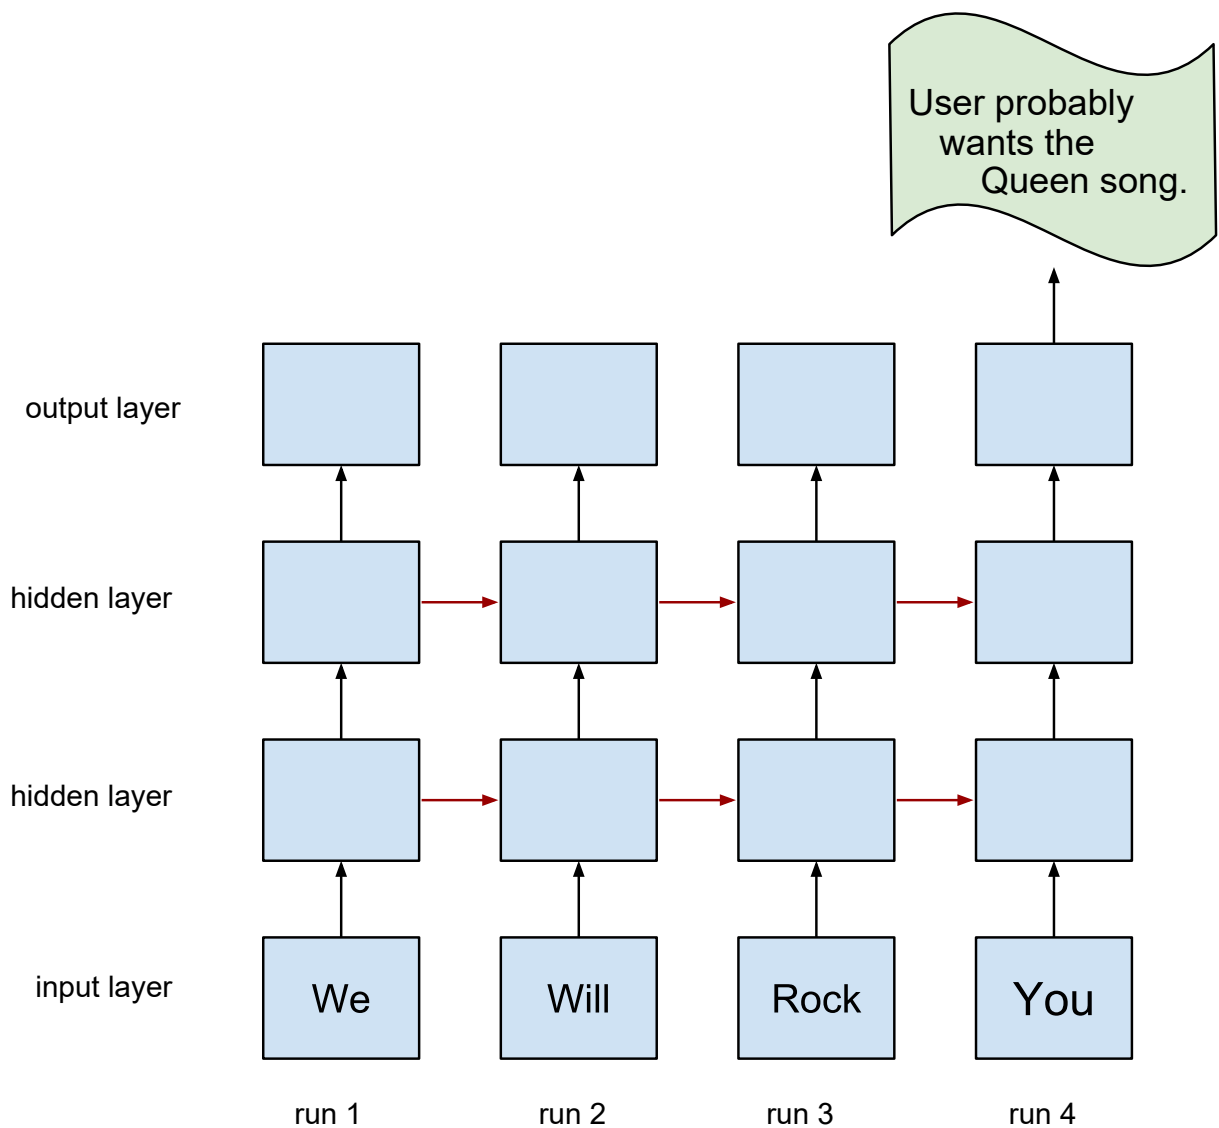 User probably
wants the
Queen song.
output layer
hidden layer
hidden layer
input layer
We
Will
Rock
You
run 1
run 2
run 3
run 4